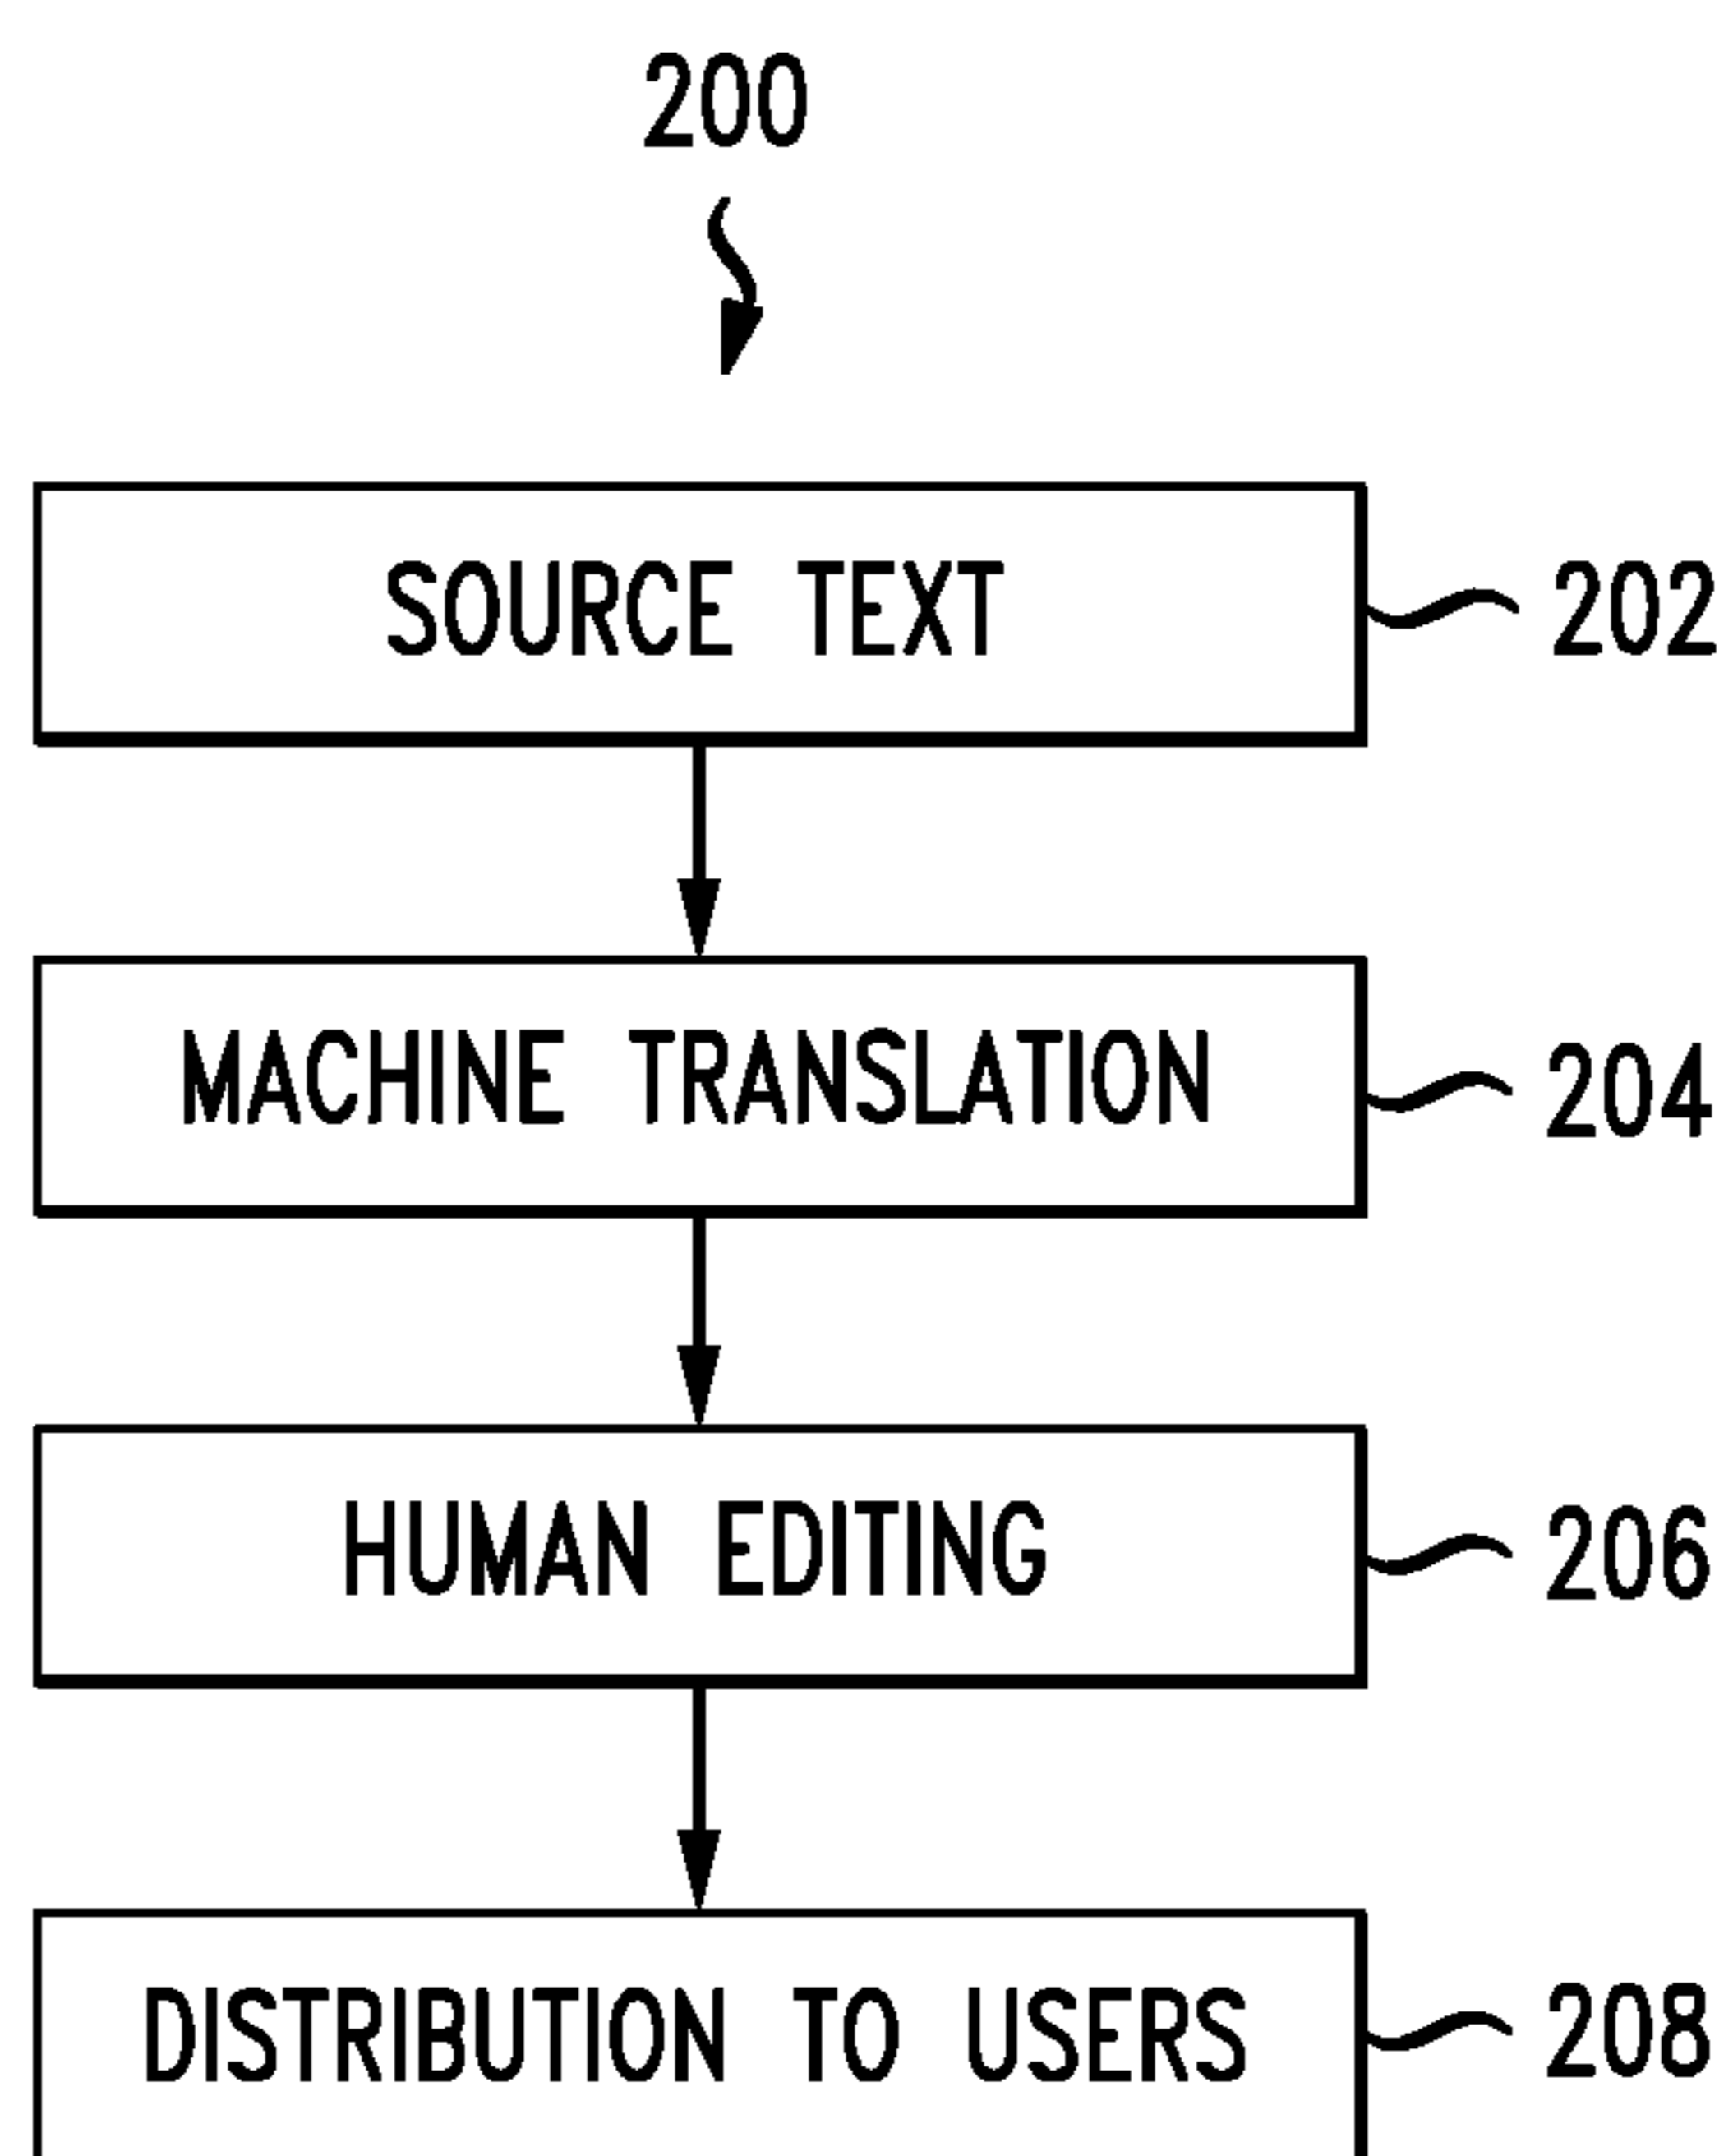 200
SOURCE TEXT 202
MACHINE TRANSLATION 204
HUMAN EDITING 206
DISTRIBUTION TO USERS 208